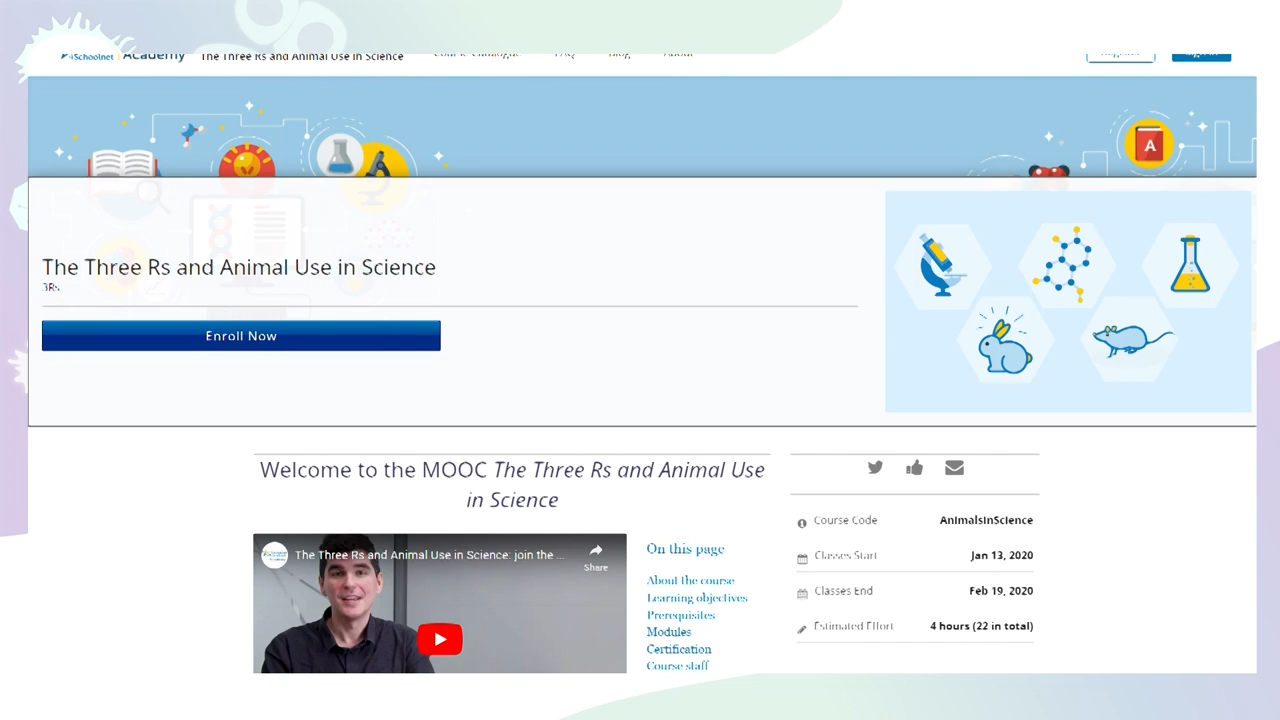 Schoolnet Academy The Three Rs and Animal Use in Science
A
The Three Rs and Animal Use in Science
3Rs
Enroll Now
Welcome to the MOOC The Three Rs and Animal Use
in Science
The Three Rs and Animal Use in Science: join the ...
Share
On this page
About the course
Learning objectives
Prerequisites
Modules
Certification
Course staff
Course Code AnimalsInScience
Classes Start Jan 13, 2020
Classes End Feb 19, 2020
Estimated Effort 4 hours (22 in total)